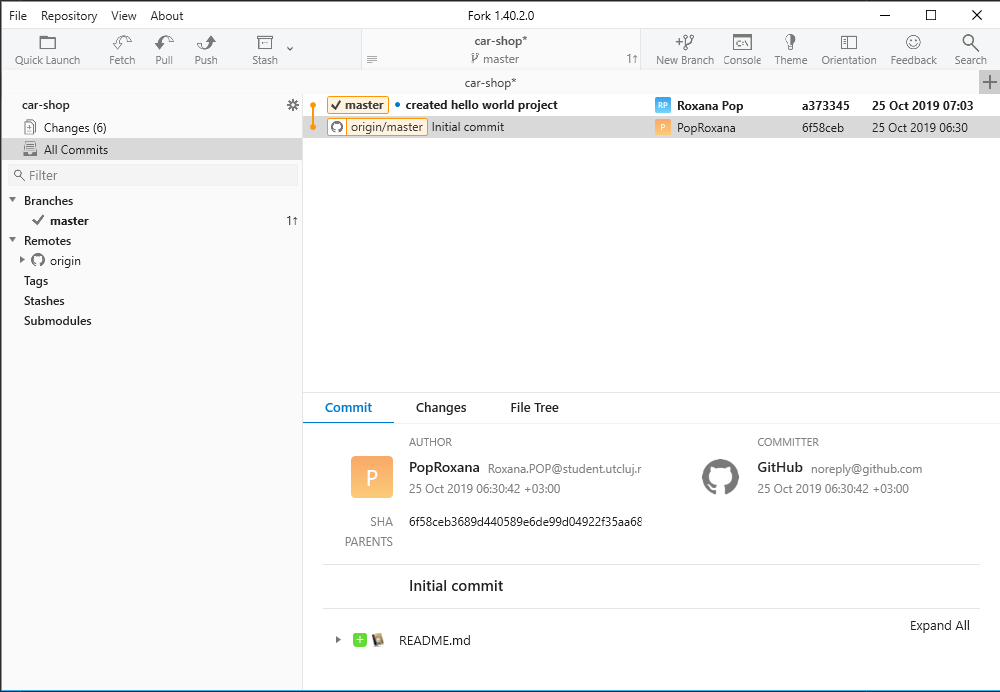 File Repository View About Fork 1.40.2.0
Quick Launch Fetch Pull Push Stash car-shop* master 1↑ New Branch Console Theme Orientation Feedback Search
car-shop*
car-shop
Changes (6)
All Commits
Filter
Branches
master 1↑
Remotes
origin
Tags
Stashes
Submodules
master created hello world project RP Roxana Pop a373345 25 Oct 2019 07:03
origin/master Initial commit P PopRoxana 6f58ceb 25 Oct 2019 06:30
Commit Changes File Tree
AUTHOR
P PopRoxana Roxana.POP@student.utcluj.r
25 Oct 2019 06:30:42 +03:00
COMMITTER
GitHub noreply@github.com
25 Oct 2019 06:30:42 +03:00
SHA 6f58ceb3689d440589e6de99d04922f35aa68
PARENTS
Initial commit
Expand All
README.md